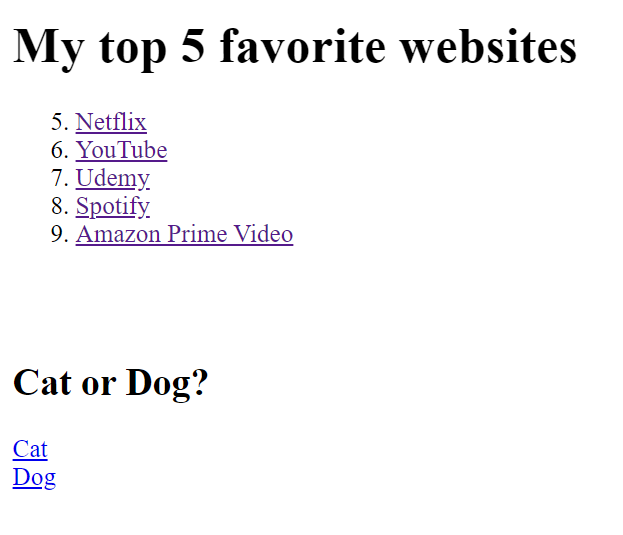 My top 5 favorite websites
5. Netflix
6. YouTube
7. Udemy
8. Spotify
9. Amazon Prime Video
Cat or Dog?
Cat
Dog